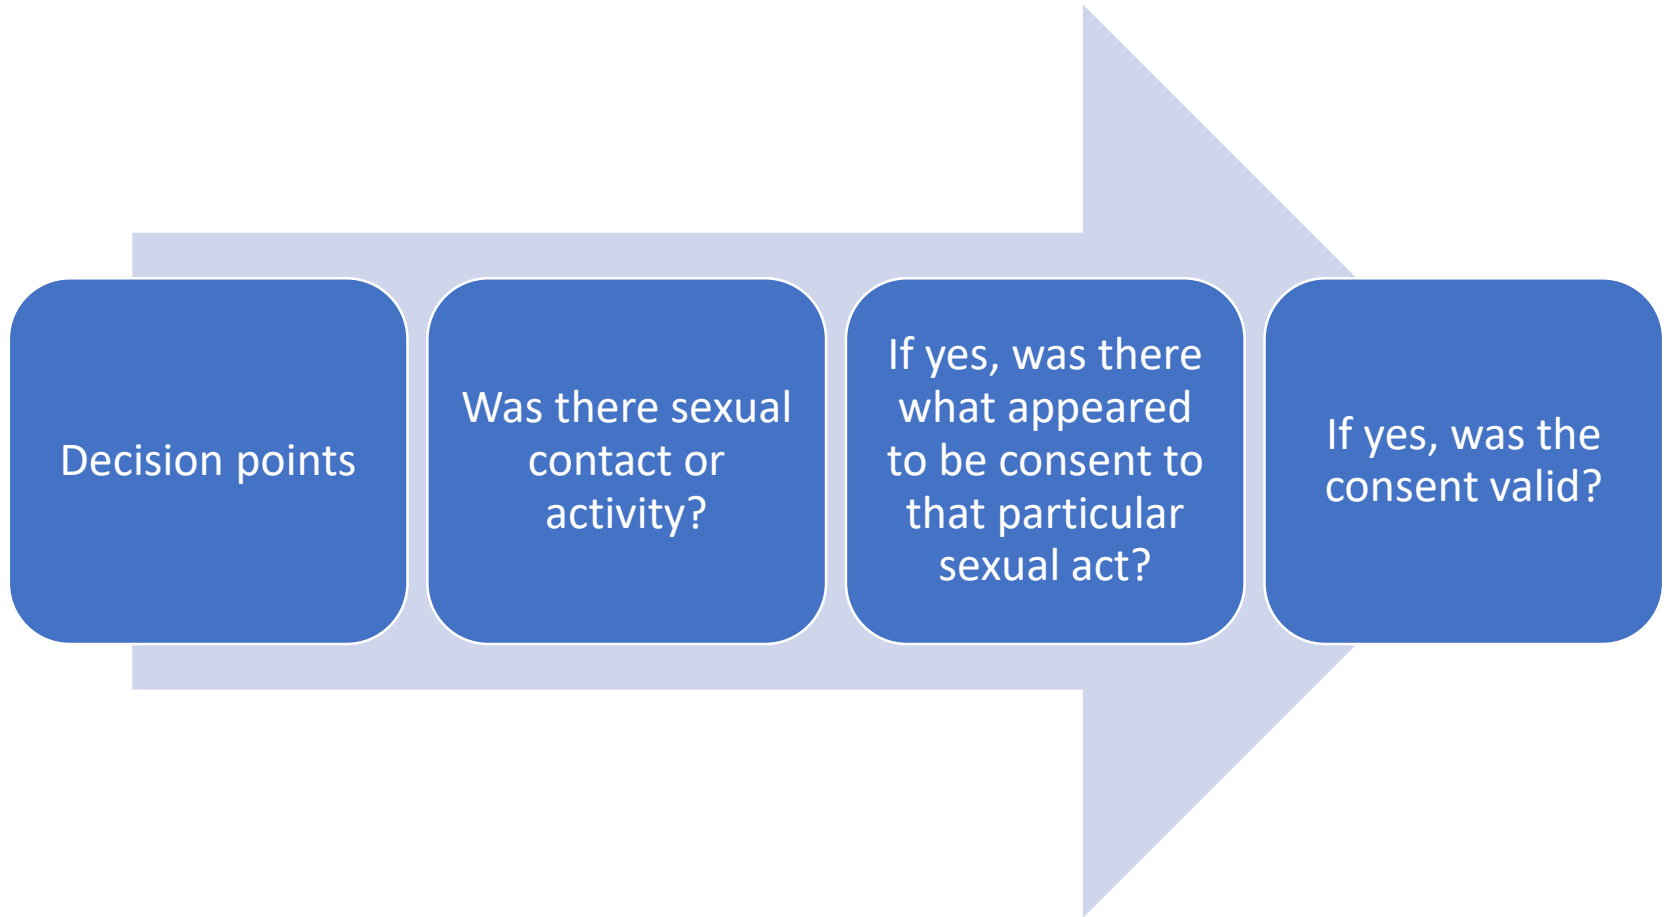 Decision points
Was there sexual
contact or
activity?
If yes, was there
what appeared
to be consent to
that particular
sexual act?
If yes, was the
consent valid?